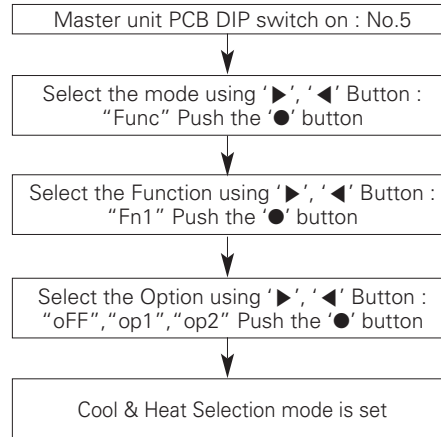 Master unit PCB DIP switch on : No.5
Select the mode using ‘▶’, ‘◀’ Button :
“Func” Push the ‘●’ button
Select the Function using ‘▶’, ‘◀’ Button :
“Fn1” Push the ‘●’ button
Select the Option using ‘▶’, ‘◀’ Button :
“oFF”,“op1”,“op2” Push the ‘●’ button
Cool & Heat Selection mode is set